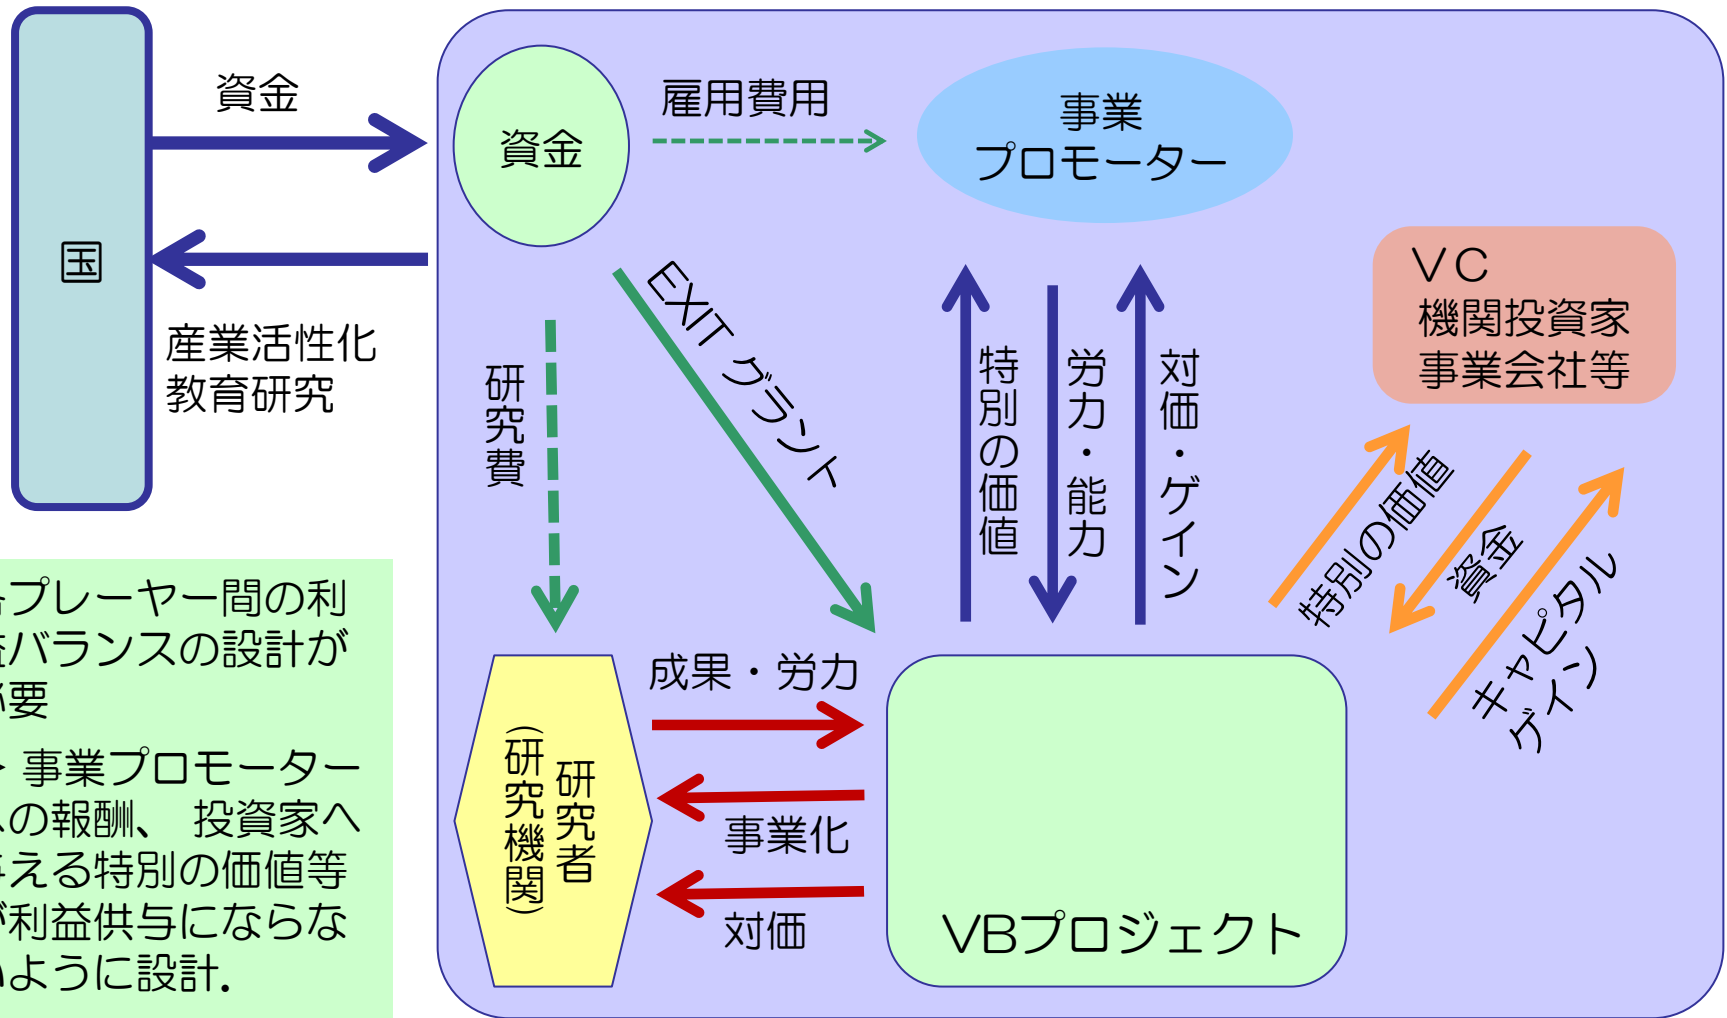 資金
国
産業活性化
教育研究
資金
雇用費用
事業
プロモーター
ＶＣ
機関投資家
事業会社等
研究費
EXIT グラント
特別の価値
労力・能力
対価・ゲイン
特別の価値
資金
キャピタル
ゲイン
プレーヤー間の利
バランスの設計が
要
事業プロモーター
の報酬、 投資家へ
える特別の価値等
利益供与にならな
ように設計．
研究者
（研究機関）
成果・労力
事業化
対価
VBプロジェクト